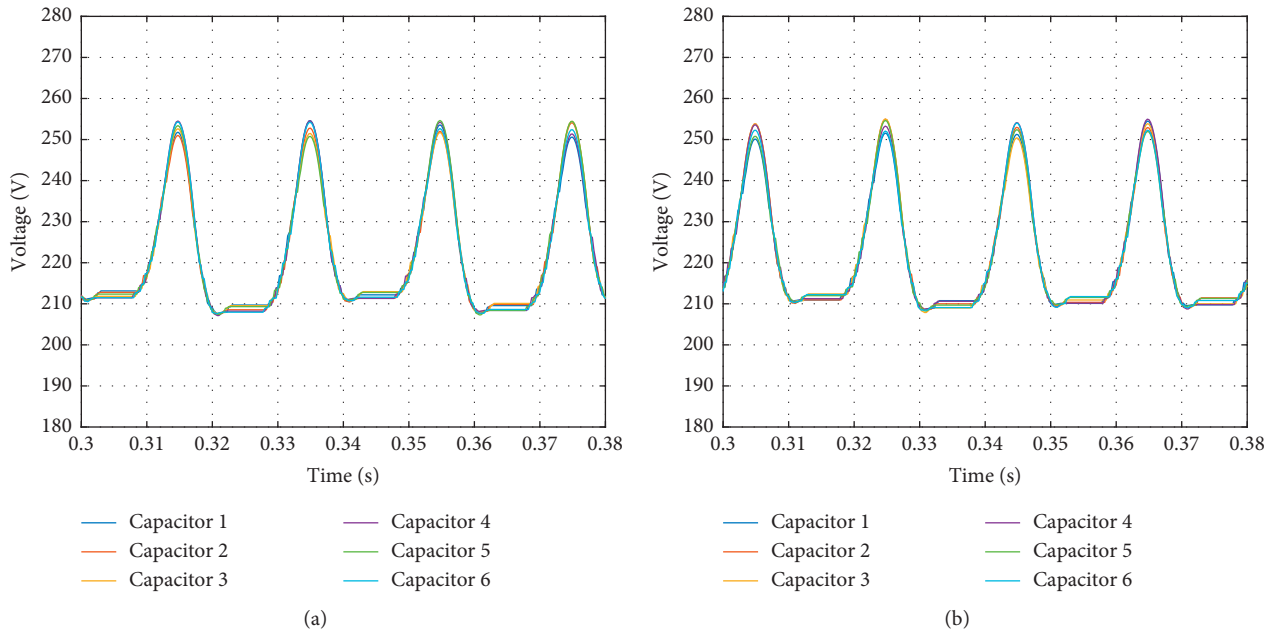 280
270
260
250
240
230
220
210
200
190
180
Voltage (V)
0.3 0.31 0.32 0.33 0.34 0.35 0.36 0.37 0.38
Time (s)
Capacitor 1
Capacitor 2
Capacitor 3
Capacitor 4
Capacitor 5
Capacitor 6
(a)
280
270
260
250
240
230
220
210
200
190
180
Voltage (V)
0.3 0.31 0.32 0.33 0.34 0.35 0.36 0.37 0.38
Time (s)
Capacitor 1
Capacitor 2
Capacitor 3
Capacitor 4
Capacitor 5
Capacitor 6
(b)